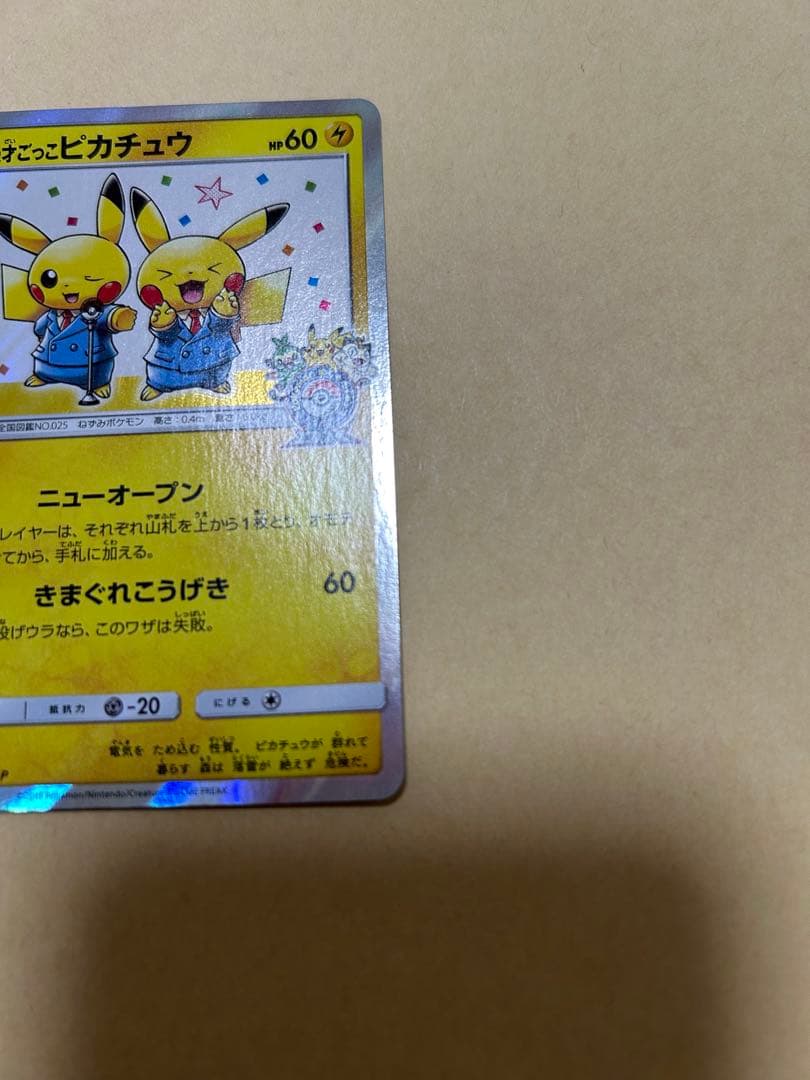 才ごっこピカチュウ HP60
全国図鑑NO.025 ねずみポケモン 高さ:0.4m
ニューオープン
レイヤーは、それぞれ山札を上から1枚とり、オモテ
てから、手札に加える。
きまぐれこうげき 60
投げウラなら、このワザは失敗。
抵抗力 -20 にげる
電気を ため込む 性質。 ピカチュウが 群れて
暮らす 森は 落雷が 絶えず 危険だ。